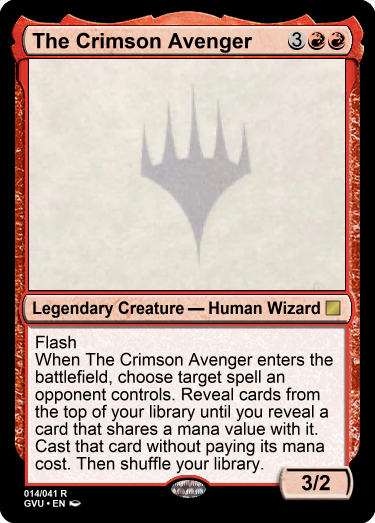 The Crimson Avenger 3
Legendary Creature — Human Wizard
Flash
When The Crimson Avenger enters the
battlefield, choose target spell an
opponent controls. Reveal cards from
the top of your library until you reveal a
card that shares a mana value with it.
Cast that card without paying its mana
cost. Then shuffle your library.
3/2
014/041 R
GVU • EN